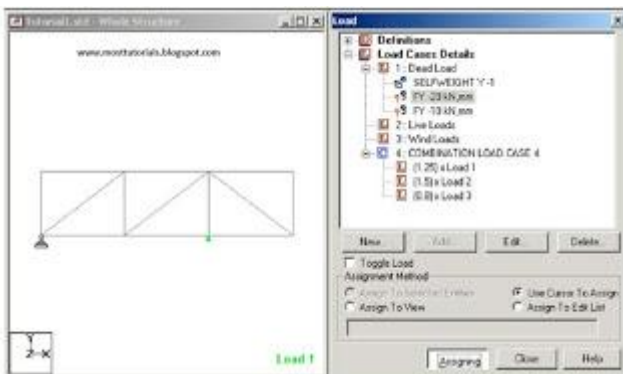 Tutorial1.std - Whole Structure
www.mosttutorials.blogspot.com
Load 1
Load
Definitions
Load Cases Details
1 : Dead Load
SELFWEIGHT Y -1
FY -20 kN,mm
FY -10 kN,mm
2 : Live Loads
3 : Wind Loads
4 : COMBINATION LOAD CASE 4
(1.25) x Load 1
(1.5) x Load 2
(0.8) x Load 3
New...
Add...
Edit...
Delete...
Toggle Load
Assignment Method
Assign To Selected Entities
Use Cursor To Assign
Assign To View
Assign To Edit List
Assigning
Close
Help
Y
Z X